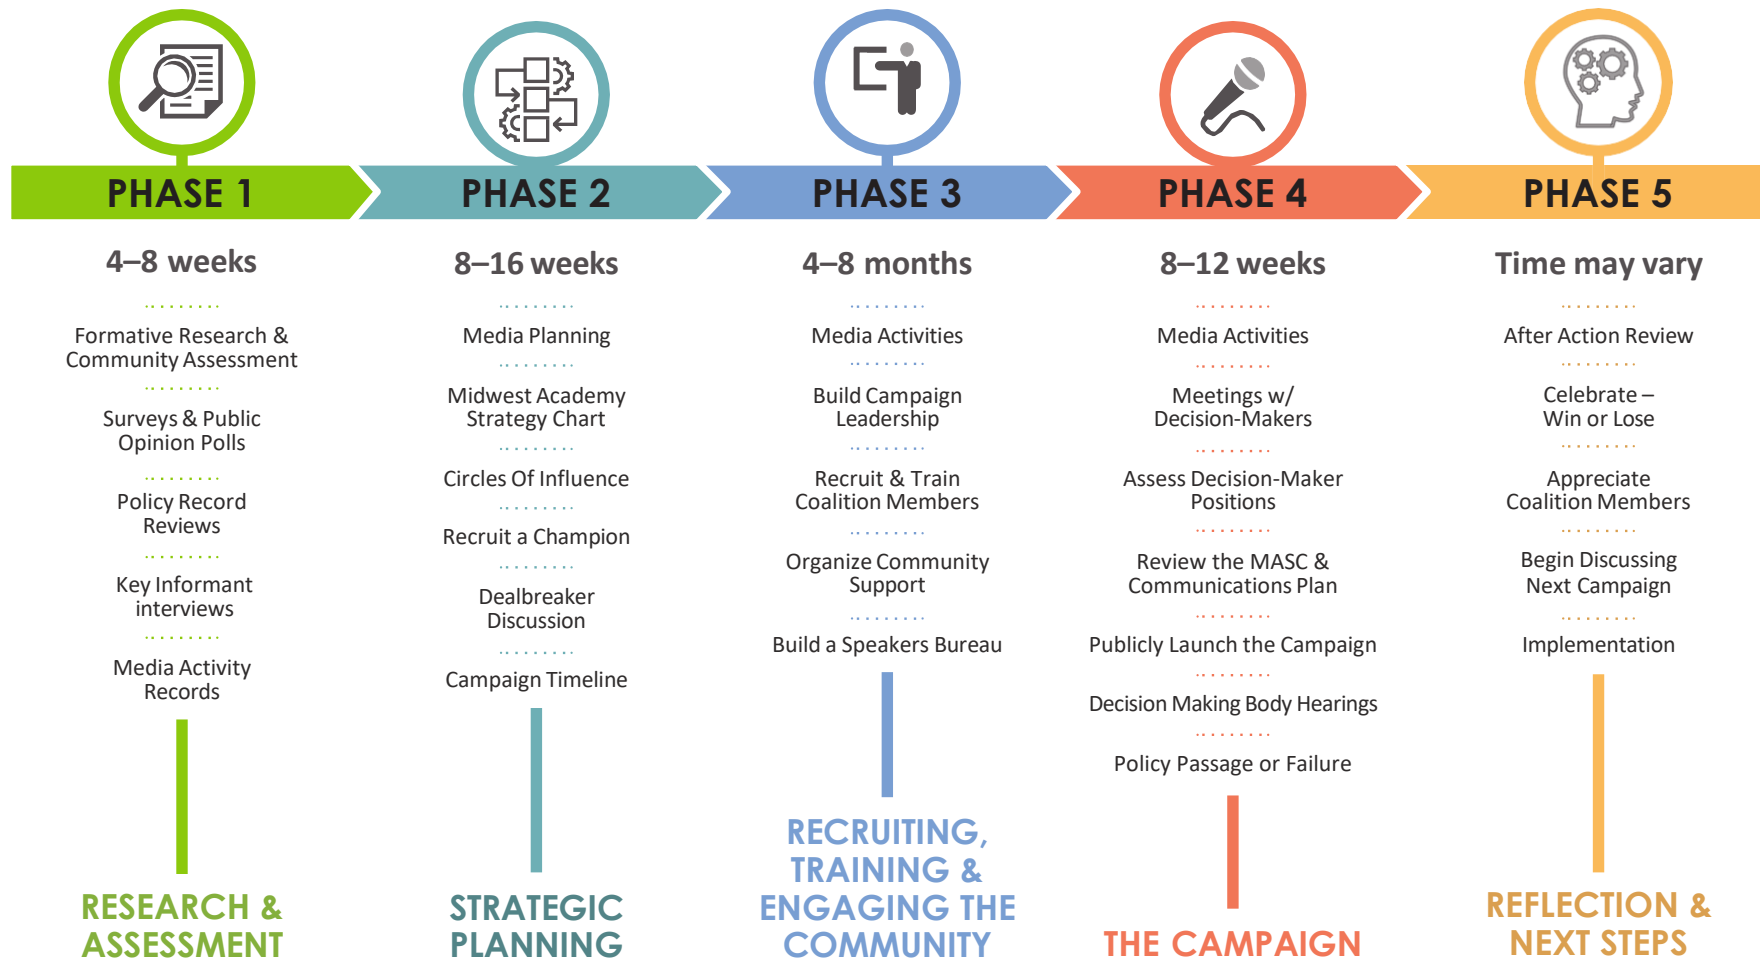 PHASE 1
4–8 weeks
Formative Research &
Community Assessment
Surveys & Public
Opinion Polls
Policy Record
Reviews
Key Informant
interviews
Media Activity
Records
RESEARCH &
ASSESSMENT
PHASE 2
8–16 weeks
Media Planning
Midwest Academy
Strategy Chart
Circles Of Influence
Recruit a Champion
Dealbreaker
Discussion
Campaign Timeline
STRATEGIC
PLANNING
PHASE 3
4–8 months
Media Activities
Build Campaign
Leadership
Recruit & Train
Coalition Members
Organize Community
Support
Build a Speakers Bureau
RECRUITING,
TRAINING &
ENGAGING THE
COMMUNITY
PHASE 4
8–12 weeks
Media Activities
Meetings w/
Decision-Makers
Assess Decision-Maker
Positions
Review the MASC &
Communications Plan
Publicly Launch the Campaign
Decision Making Body Hearings
Policy Passage or Failure
THE CAMPAIGN
PHASE 5
Time may vary
After Action Review
Celebrate –
Win or Lose
Appreciate
Coalition Members
Begin Discussing
Next Campaign
Implementation
REFLECTION &
NEXT STEPS